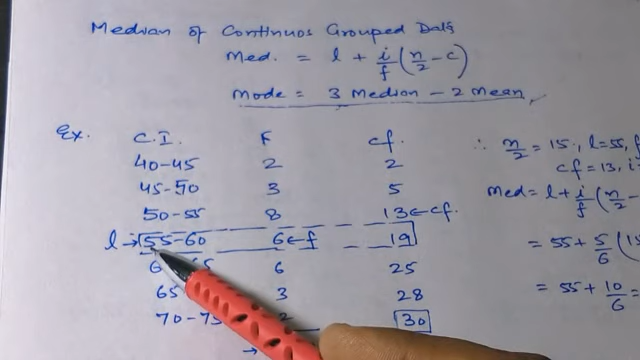 Median of Continuos Grouped Data
Med. = l + i/f (n/2 - c)
Mode = 3 Median - 2 Mean
Ex. C.I. F cf.
40-45 2 2
45-50 3 5
50-55 8 13 ← cf.
l → 55-60 6 ← f 19
6 6 25
65 3 28
70-75 2 30
→
∴ n/2 = 15, l = 55, f
cf = 13, i
Med = l + i/f (n/2 -
= 55 + 5/6 (15
= 55 + 10/6 =